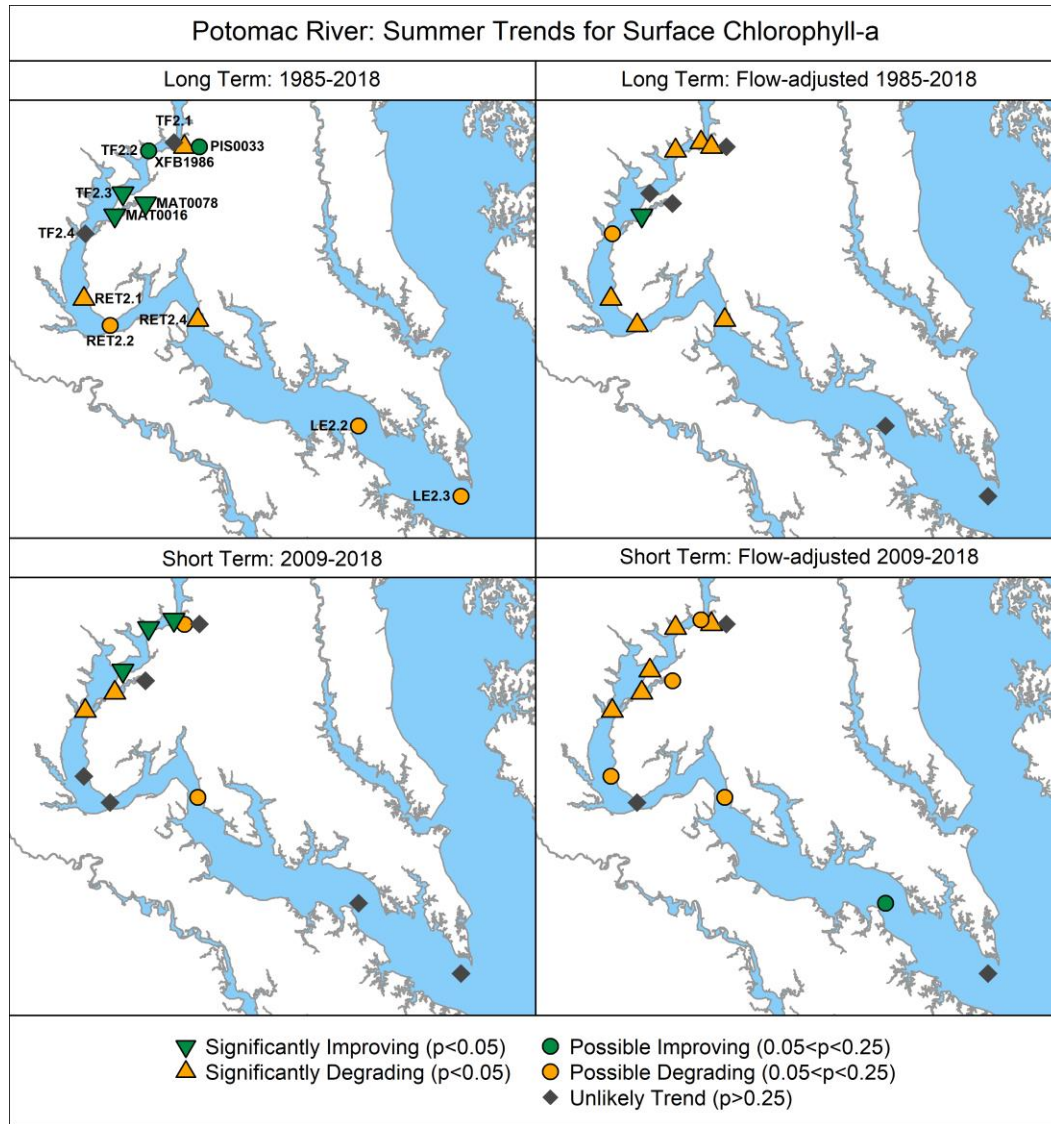 Potomac River: Summer Trends for Surface Chlorophyll-a
Long Term: 1985-2018
Long Term: Flow-adjusted 1985-2018
TF2.1
TF2.2
XFB1986
PIS0033
TF2.3
MAT0078
MAT0016
TF2.4
RET2.1
RET2.4
RET2.2
LE2.2
LE2.3
Short Term: 2009-2018
Short Term: Flow-adjusted 2009-2018
Significantly Improving (p<0.05)
Possible Improving (0.05<p<0.25)
Significantly Degrading (p<0.05)
Possible Degrading (0.05<p<0.25)
Unlikely Trend (p>0.25)